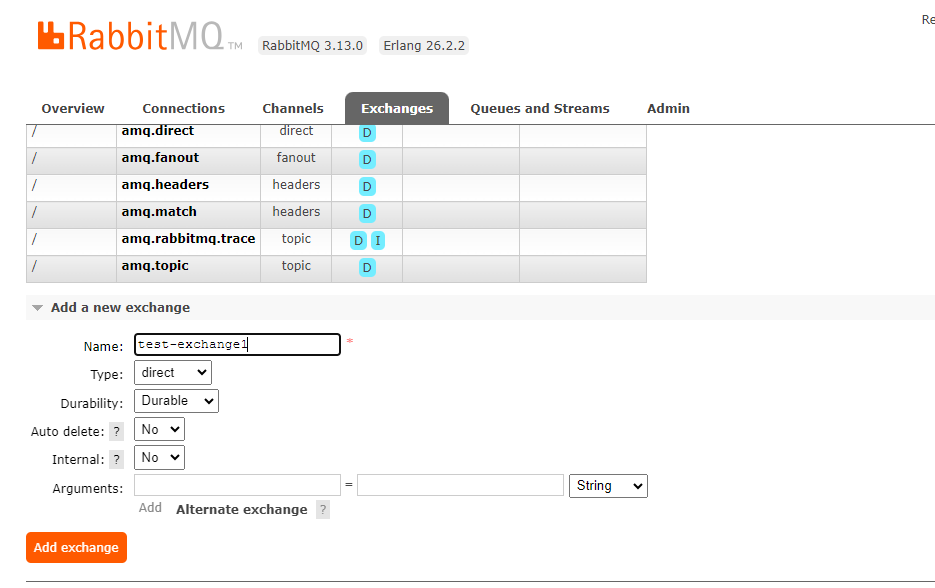 Re
RabbitMQ TM RabbitMQ 3.13.0 Erlang 26.2.2
Overview Connections Channels Exchanges Queues and Streams Admin
/ amq.direct direct D
/ amq.fanout fanout D
/ amq.headers headers D
/ amq.match headers D
/ amq.rabbitmq.trace topic D I
/ amq.topic topic D
Add a new exchange
Name: test-exchange1 *
Type: direct
Durability: Durable
Auto delete: ? No
Internal: ? No
Arguments: = String
Add Alternate exchange ?
Add exchange